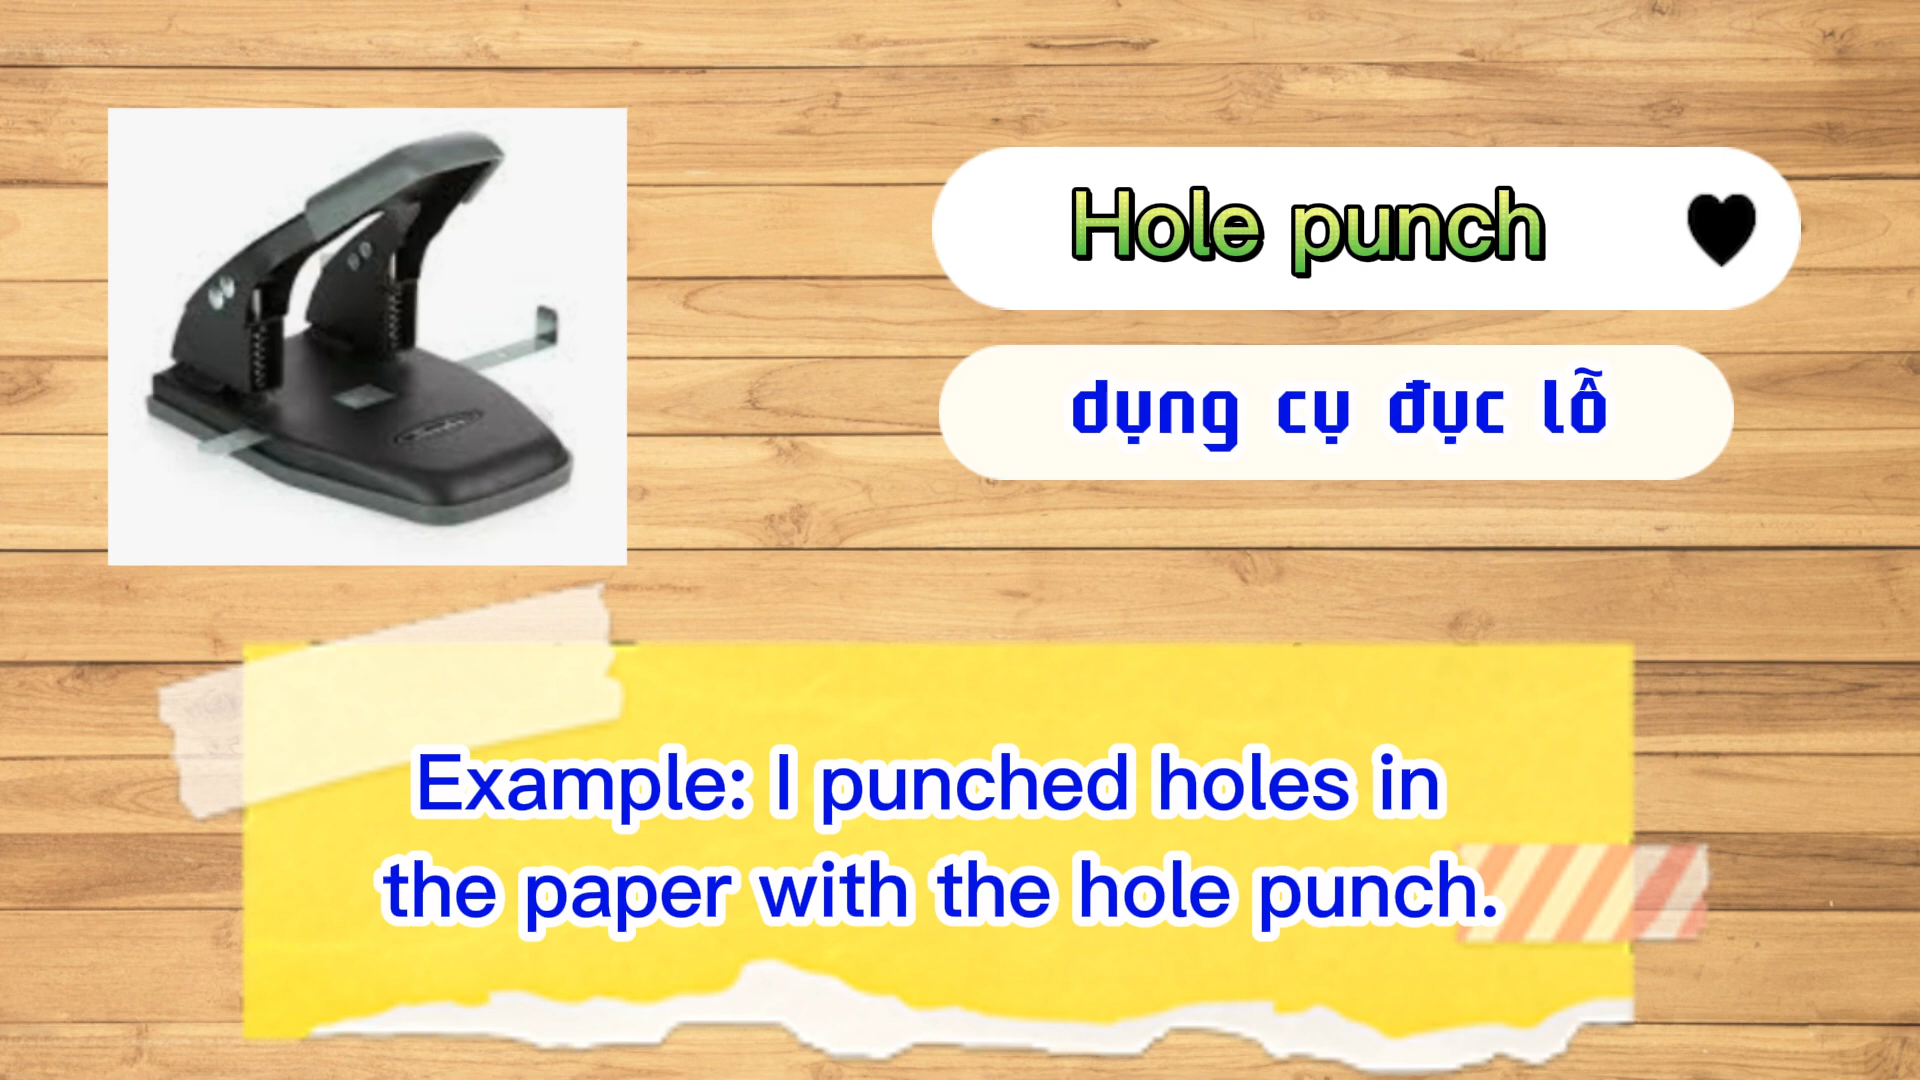 Hole punch
dụng cụ đục lỗ
Example: I punched holes in
the paper with the hole punch.